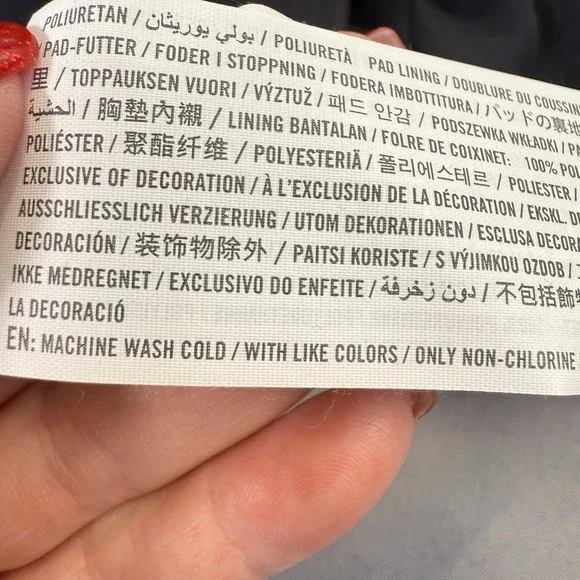 POLIURETAN / بولي يوريثان / POLIURETÀ PAD LINING / DOUBLURE DU COUSSIN
PAD-FUTTER / FODER I STOPPNING / FODERA IMBOTTITURA / パッドの裏地
里 / TOPPAUKSEN VUORI / VÝZTUŽ / 패드 안감 / PODSZEWKA WKŁADKI / PA
الحشية / 胸墊內襯 / LINING BANTALAN / FOLRE DE COIXINET: 100% POL
POLIÉSTER / 聚酯纤维 / POLYESTERIÄ / 폴리에스테르 / POLIESTER /
EXCLUSIVE OF DECORATION / À L'EXCLUSION DE LA DÉCORATION / EKSKL. D
AUSSCHLIESSLICH VERZIERUNG / UTOM DEKORATIONEN / ESCLUSA DECORA
DECORACIÓN / 装饰物除外 / PAITSI KORISTE / S VÝJIMKOU OZDOB /
IKKE MEDREGNET / EXCLUSIVO DO ENFEITE / دون زخرفة / 不包括飾物
LA DECORACIÓ
EN: MACHINE WASH COLD / WITH LIKE COLORS / ONLY NON-CHLORINE